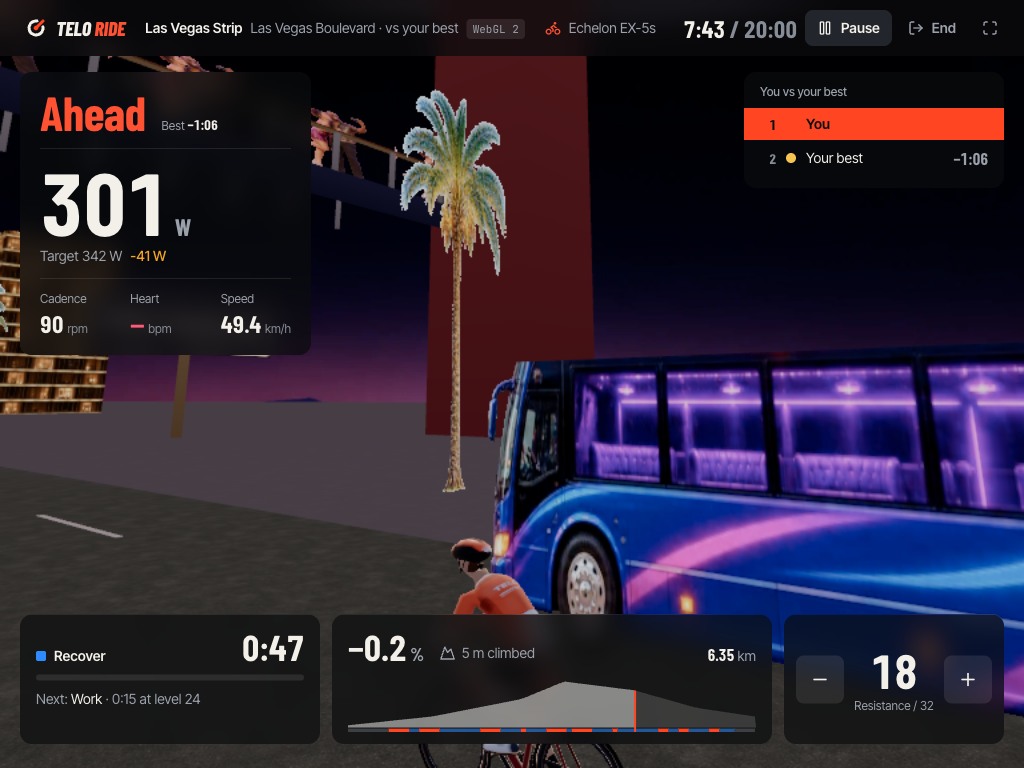 TELO RIDE
Las Vegas Strip Las Vegas Boulevard · vs your best WebGL 2 Echelon EX-5s 7:43 / 20:00 Pause End
Ahead Best −1:06
301 W
Target 342 W -41 W
Cadence Heart Speed
90 rpm – bpm 49.4 km/h
You vs your best
1 You
2 Your best −1:06
Recover 0:47
Next: Work · 0:15 at level 24
−0.2 % 5 m climbed 6.35 km
− 18 +
Resistance / 32